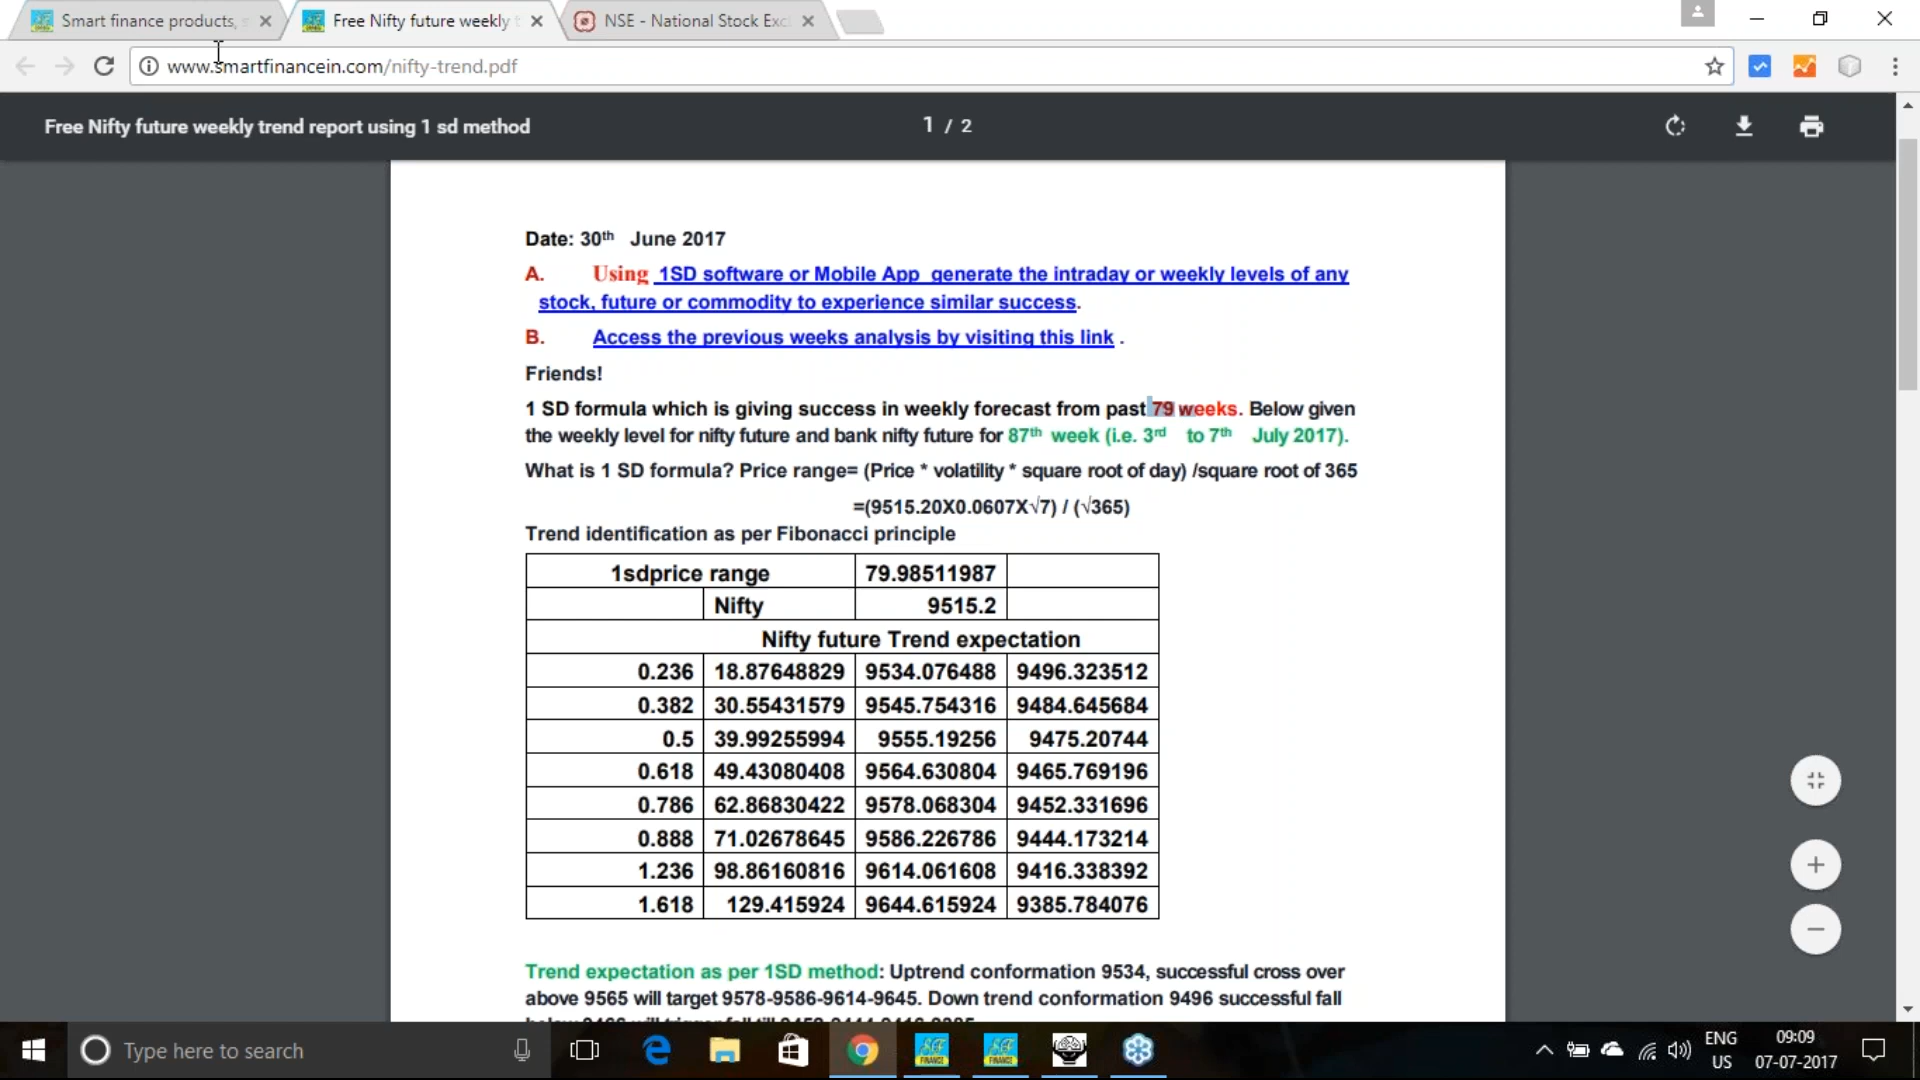 Smart finance products, s
Free Nifty future weekly t
NSE - National Stock Exc
www.smartfinancein.com/nifty-trend.pdf
Free Nifty future weekly trend report using 1 sd method
1 / 2
Date: 30th June 2017
A. Using 1SD software or Mobile App generate the intraday or weekly levels of any
stock, future or commodity to experience similar success.
B. Access the previous weeks analysis by visiting this link .
Friends!
1 SD formula which is giving success in weekly forecast from past 79 weeks. Below given
the weekly level for nifty future and bank nifty future for 87th week (i.e. 3rd to 7th July 2017).
What is 1 SD formula? Price range= (Price * volatility * square root of day) /square root of 365
=(9515.20X0.0607X√7) / (√365)
Trend identification as per Fibonacci principle
1sdprice range 79.98511987
Nifty 9515.2
Nifty future Trend expectation
0.236 18.87648829 9534.076488 9496.323512
0.382 30.55431579 9545.754316 9484.645684
0.5 39.99255994 9555.19256 9475.20744
0.618 49.43080408 9564.630804 9465.769196
0.786 62.86830422 9578.068304 9452.331696
0.888 71.02678645 9586.226786 9444.173214
1.236 98.86160816 9614.061608 9416.338392
1.618 129.415924 9644.615924 9385.784076
Trend expectation as per 1SD method: Uptrend conformation 9534, successful cross over
above 9565 will target 9578-9586-9614-9645. Down trend conformation 9496 successful fall
Type here to search
FINANCE
FINANCE
ENG
US
09:09
07-07-2017